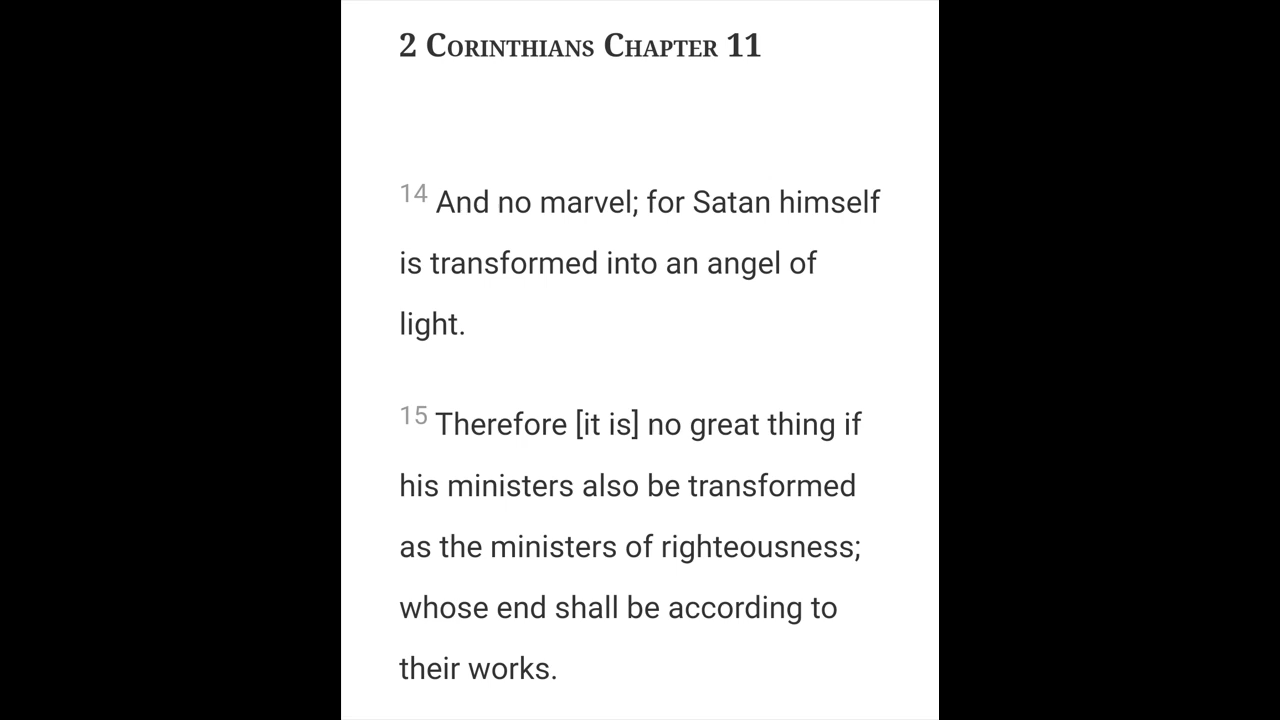 2 Corinthians Chapter 11
14 And no marvel; for Satan himself
is transformed into an angel of
light.
15 Therefore [it is] no great thing if
his ministers also be transformed
as the ministers of righteousness;
whose end shall be according to
their works.